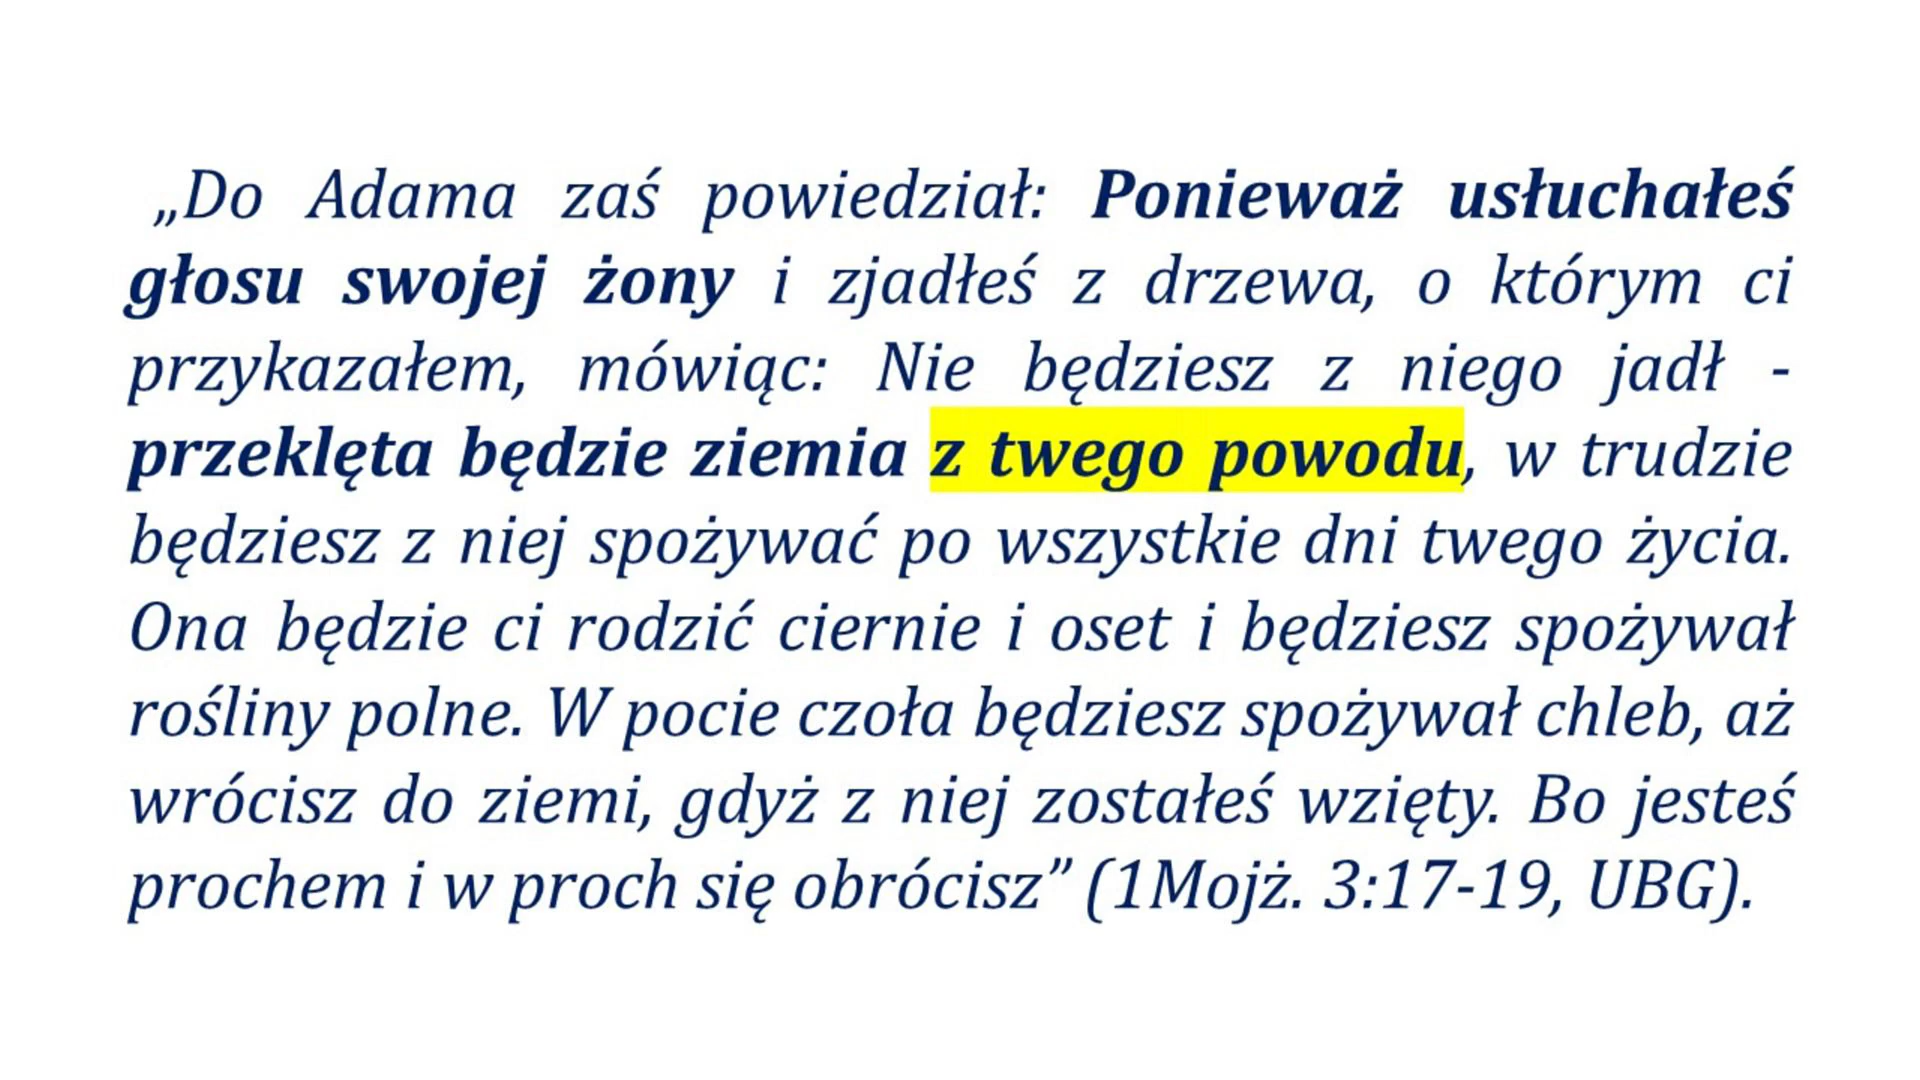 „Do Adama zaś powiedział: Ponieważ usłuchałeś
głosu swojej żony i zjadłeś z drzewa, o którym ci
przykazałem, mówiąc: Nie będziesz z niego jadł -
przeklęta będzie ziemia z twego powodu, w trudzie
będziesz z niej spożywać po wszystkie dni twego życia.
Ona będzie ci rodzić ciernie i oset i będziesz spożywał
rośliny polne. W pocie czoła będziesz spożywał chleb, aż
wrócisz do ziemi, gdyż z niej zostałeś wzięty. Bo jesteś
prochem i w proch się obrócisz” (1Mojż. 3:17-19, UBG).